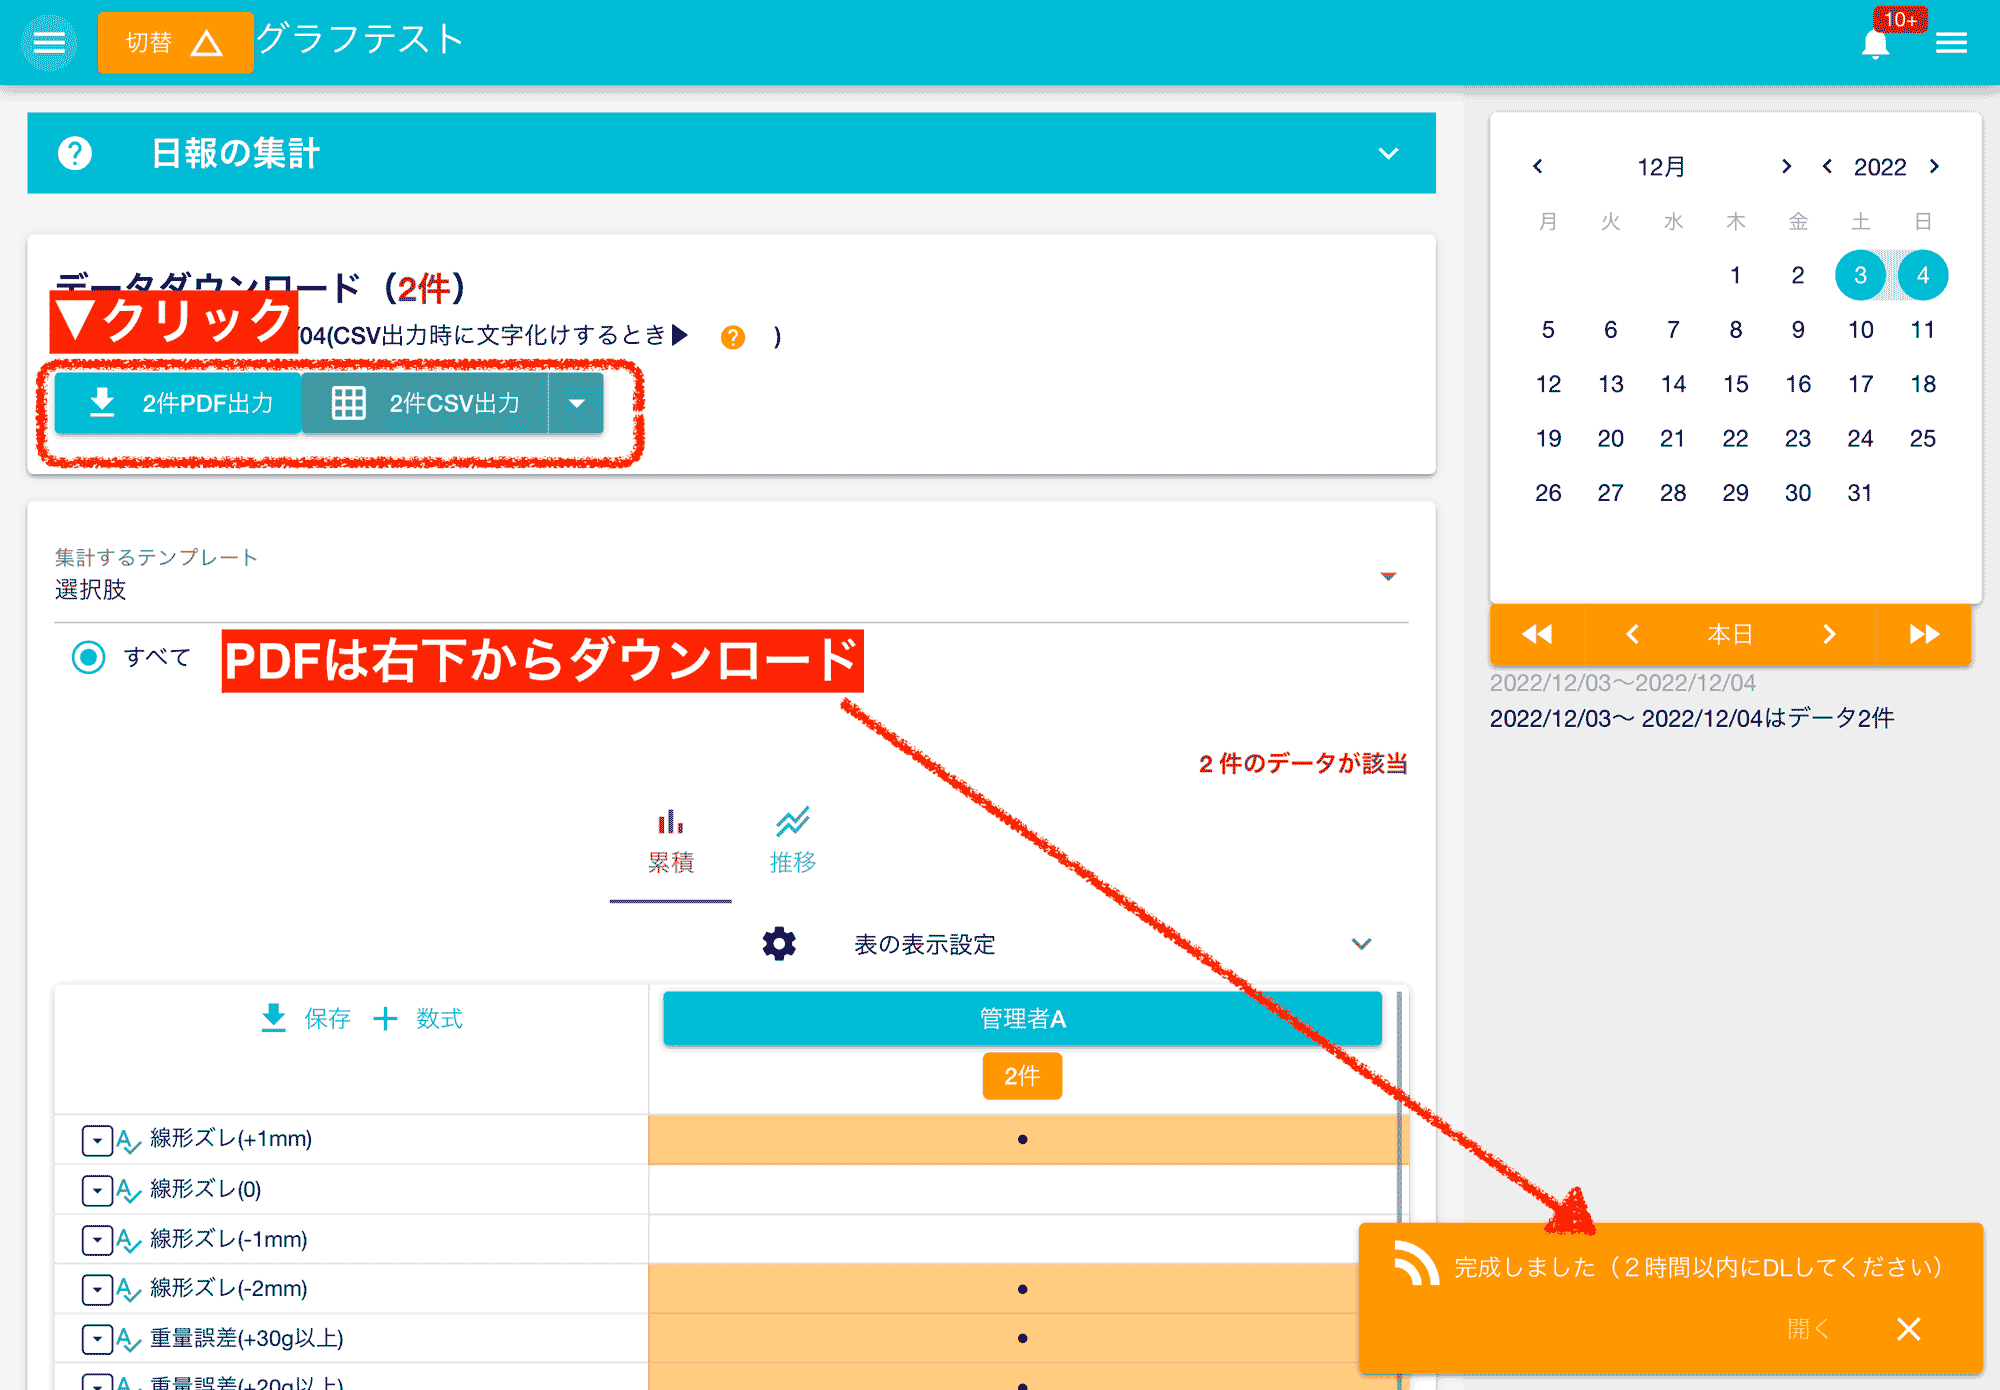 切替 グラフテスト
10+
日報の集計
データダウンロード（2件）
▼クリック
04(CSV出力時に文字化けするとき▶ ? )
2件PDF出力 2件CSV出力
集計するテンプレート
選択肢
すべて
PDFは右下からダウンロード
2 件のデータが該当
累積 推移
表の表示設定
保存 数式
管理者A
2件
線形ズレ(+1mm)
線形ズレ(0)
線形ズレ(-1mm)
線形ズレ(-2mm)
重量誤差(+30g以上)
重量誤差(+20g以上)
12月 2022
月 火 水 木 金 土 日
1 2 3 4
5 6 7 8 9 10 11
12 13 14 15 16 17 18
19 20 21 22 23 24 25
26 27 28 29 30 31
本日
2022/12/03〜2022/12/04
2022/12/03〜 2022/12/04はデータ2件
完成しました（２時間以内にDLしてください）
開く